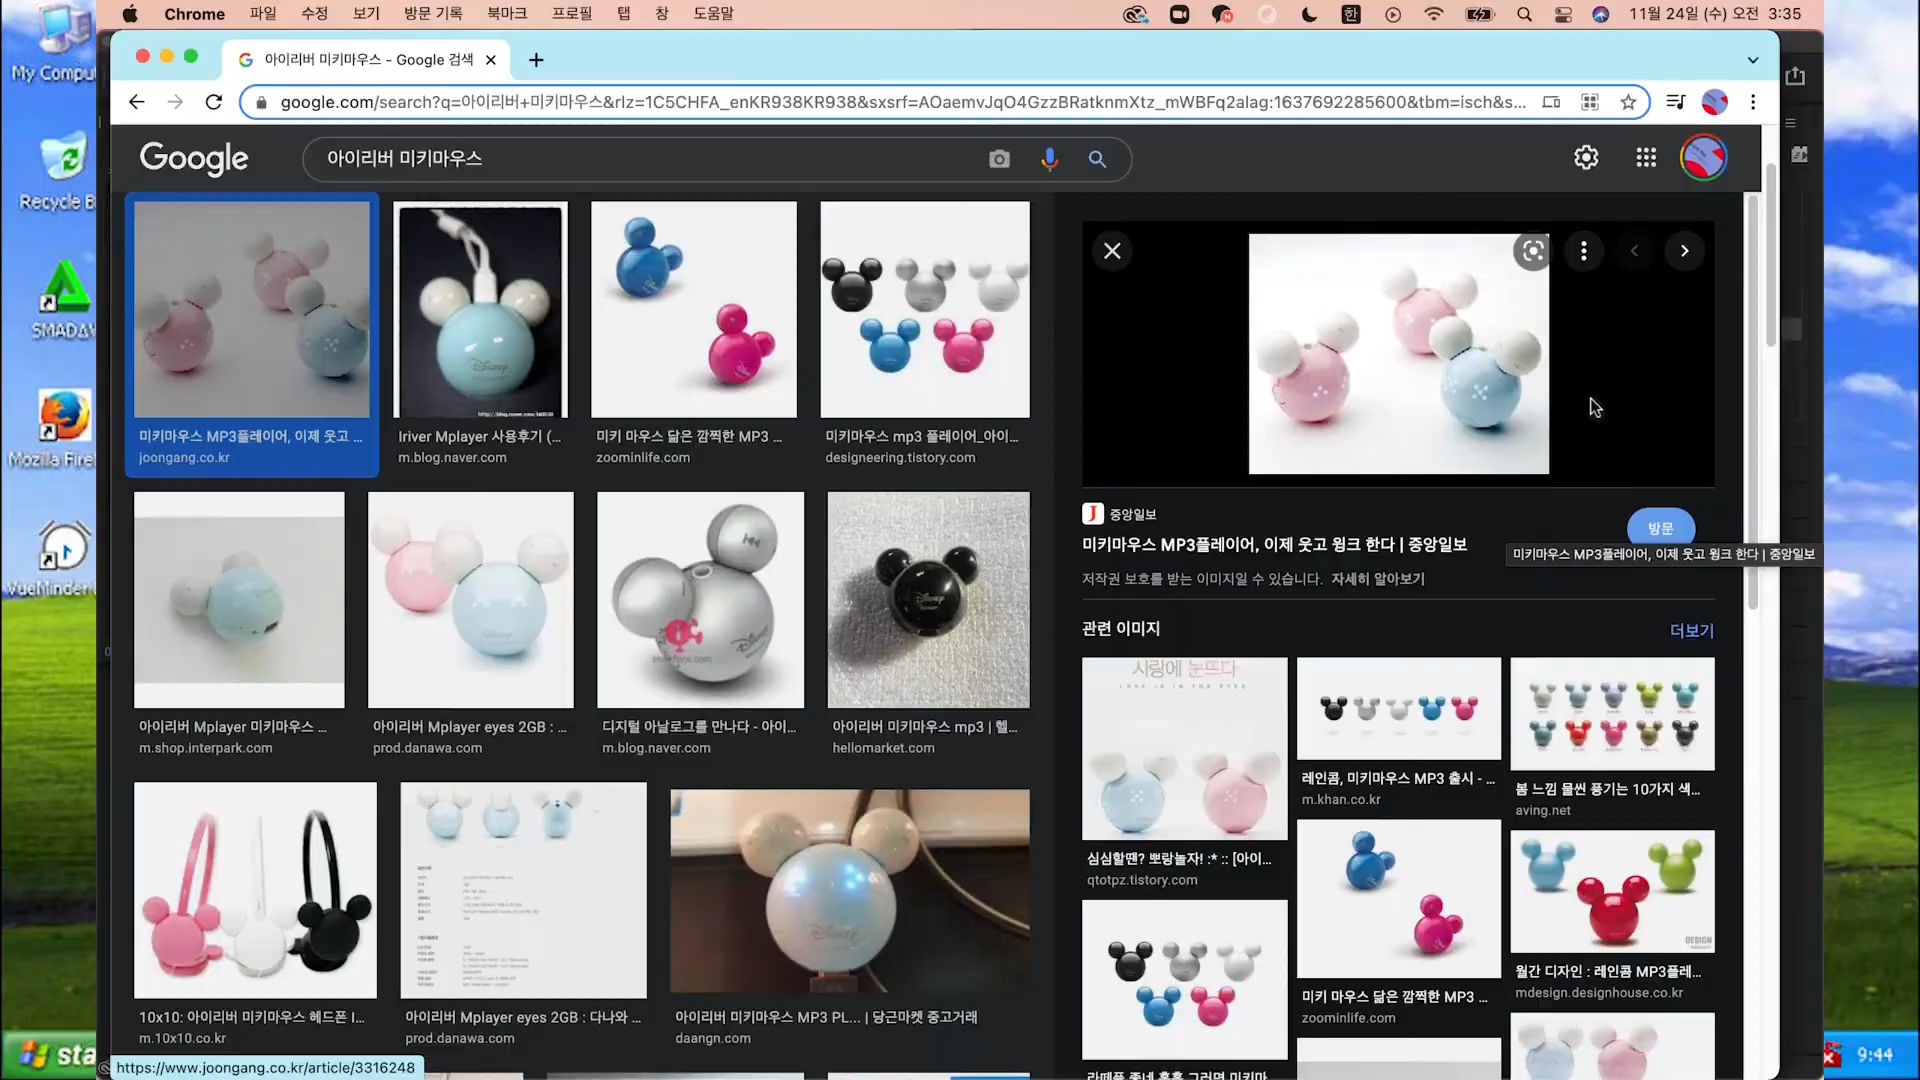 Chrome 파일 수정 보기 방문 기록 북마크 프로필 탭 창 도움말
한 11월 24일 (수) 오전 3:35
My Comput
Recycle B
SMADAV
Mozilla Firef
VueMinder
sta
9:44
아이리버 미키마우스 - Google 검색
google.com/search?q=아이리버+미키마우스&rlz=1C5CHFA_enKR938KR938&sxsrf=AOaemvJqO4GzzBRatknmXtz_mWBFq2alag:1637692285600&tbm=isch&s...
Google
아이리버 미키마우스
미키마우스 MP3플레이어, 이제 웃고 ...
joongang.co.kr
Disney
Iriver Mplayer 사용후기 (...
m.blog.naver.com
미키 마우스 닮은 깜찍한 MP3 ...
zoominlife.com
미키마우스 mp3 플레이어_아이...
designeering.tistory.com
아이리버 Mplayer 미키마우스 ...
m.shop.interpark.com
아이리버 Mplayer eyes 2GB : ...
prod.danawa.com
Disney
디지털 아날로그를 만나다 - 아이...
m.blog.naver.com
Disney
아이리버 미키마우스 mp3 | 헬...
hellomarket.com
10x10: 아이리버 미키마우스 헤드폰 I...
m.10x10.co.kr
아이리버 Mplayer eyes 2GB : 다나와 ...
prod.danawa.com
Disney
아이리버 미키마우스 MP3 PL... | 당근마켓 중고거래
daangn.com
https://www.joongang.co.kr/article/3316248
J 중앙일보
방문
미키마우스 MP3플레이어, 이제 웃고 윙크 한다 | 중앙일보
미키마우스 MP3플레이어, 이제 웃고 윙크 한다 | 중앙일보
저작권 보호를 받는 이미지일 수 있습니다. 자세히 알아보기
관련 이미지
더보기
사랑에 눈뜨다
LOVE IS IN THE EYES
심심할땐? 뽀랑놀자! :* :: [아이...
qtotpz.tistory.com
레인콤, 미키마우스 MP3 출시 - ...
m.khan.co.kr
봄 느낌 물씬 풍기는 10가지 색...
aving.net
미키 마우스 닮은 깜찍한 MP3 ...
zoominlife.com
DESIGN
월간 디자인 : 레인콤 MP3플레...
mdesign.designhouse.co.kr